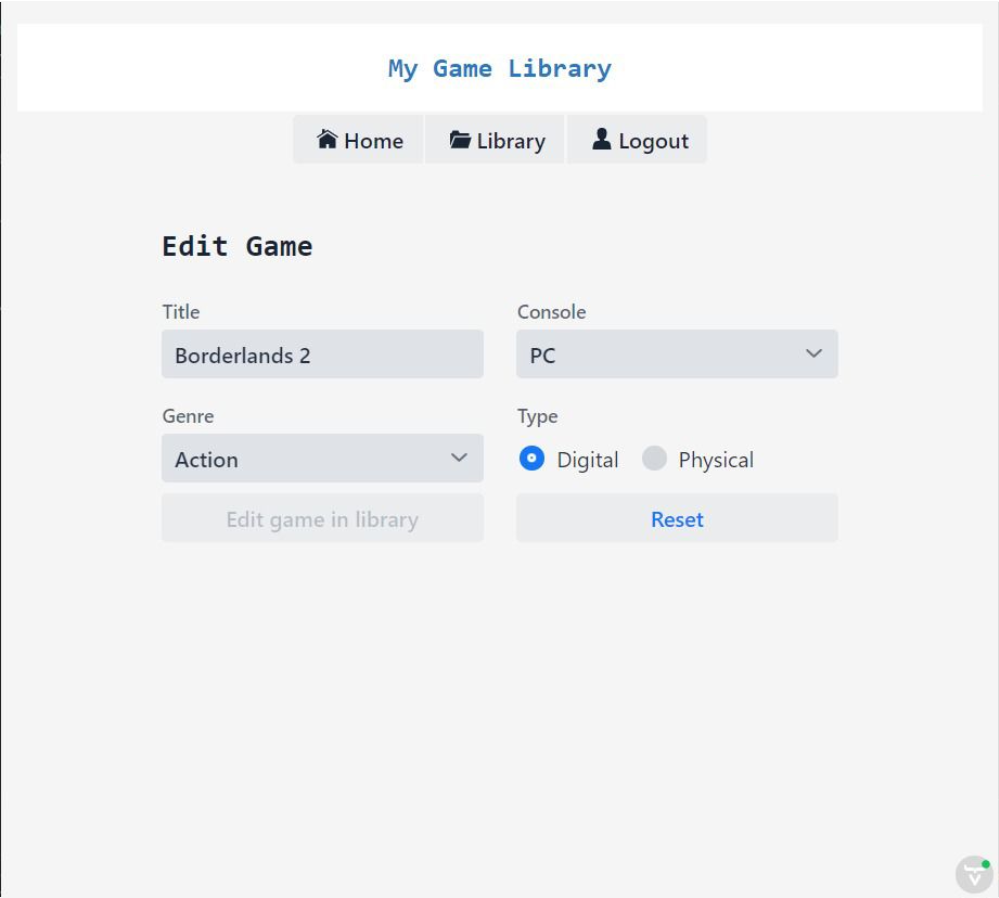 My Game Library
Home Library Logout
Edit Game
Title Console
Borderlands 2 PC
Genre Type
Action Digital Physical
Edit game in library Reset